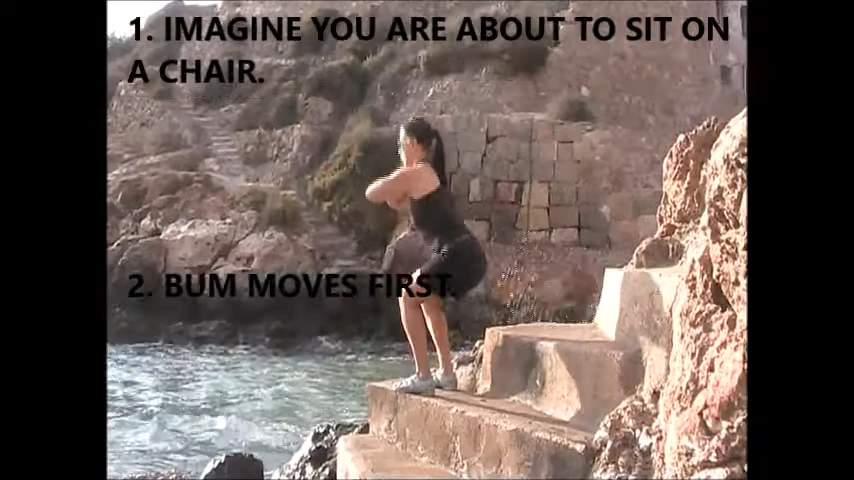 1. IMAGINE YOU ARE ABOUT TO SIT ON
A CHAIR.
2. BUM MOVES FIRST.